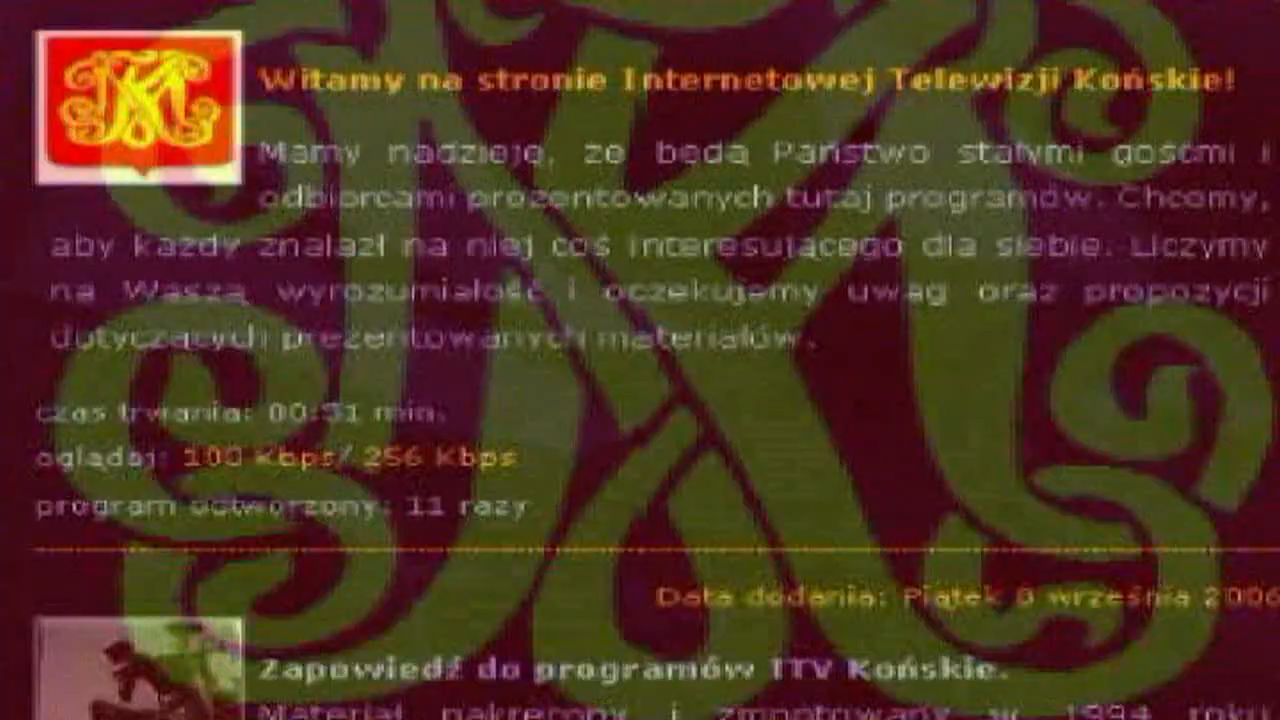 Witamy na stronie Internetowej Telewizji Końskie!
Mamy nadzieję, że będą Państwo stałymi gośćmi i
odbiorcami prezentowanych tutaj programów. Chcemy,
aby każdy znalazł na niej coś interesującego dla siebie. Liczymy
na Waszą wyrozumiałość i oczekujemy uwag oraz propozycji
dotyczących prezentowanych materiałów.
czas trwania: 00:31 min.
oglądaj: 100 Kbps/ 256 Kbps
program odtworzony: 11 razy
Data dodania: Piątek 8 września 2006
Zapowiedź do programów ITV Końskie.
Materiał nakręcony i zmontowany w 1994 roku